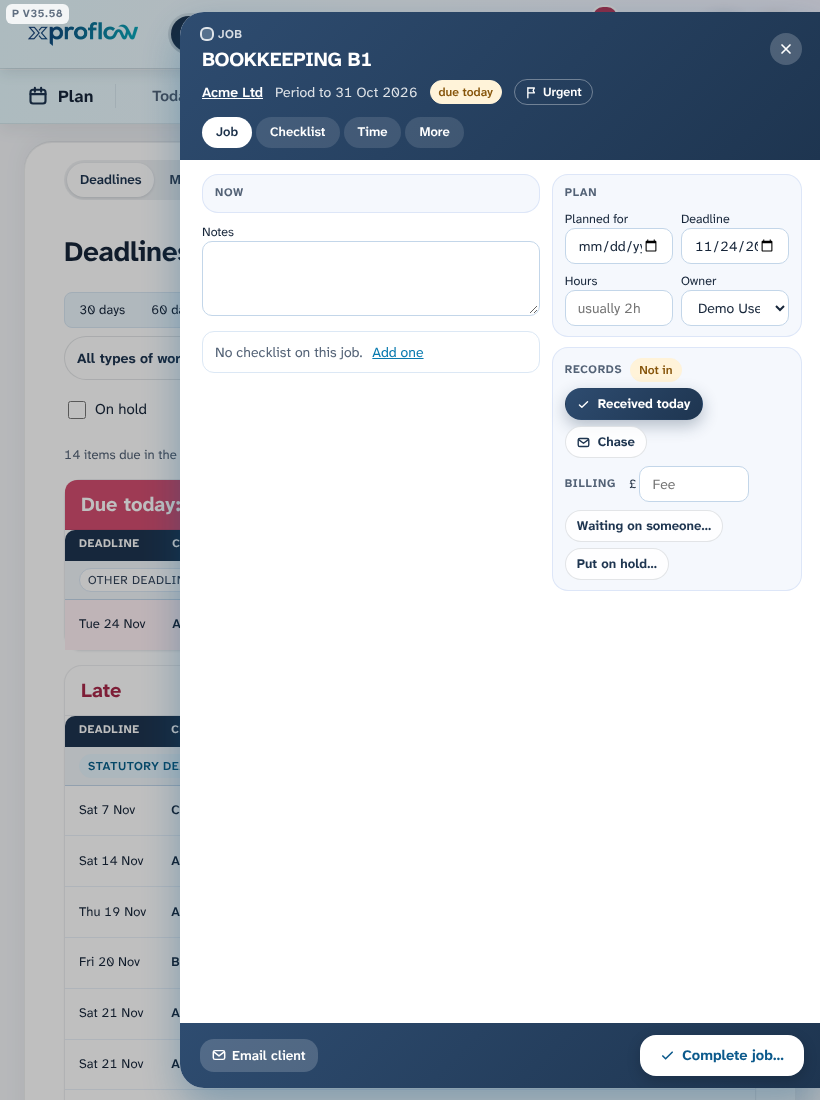 P V35.58
xproflow
Plan
Deadlines
Deadlines
30 days
All types of wor
On hold
14 items due in the
Due today:
DEADLINE
OTHER DEADLIN
Tue 24 Nov
Late
DEADLINE
STATUTORY DE
Sat 7 Nov
Sat 14 Nov
Thu 19 Nov
Fri 20 Nov
Sat 21 Nov
Sat 21 Nov
JOB
BOOKKEEPING B1
Acme Ltd Period to 31 Oct 2026 due today Urgent
Job Checklist Time More
NOW
Notes
No checklist on this job. Add one
PLAN
Planned for Deadline
mm/dd/yy 11/24/20
Hours Owner
usually 2h Demo Use
RECORDS Not in
Received today
Chase
BILLING £ Fee
Waiting on someone...
Put on hold...
Email client
Complete job...